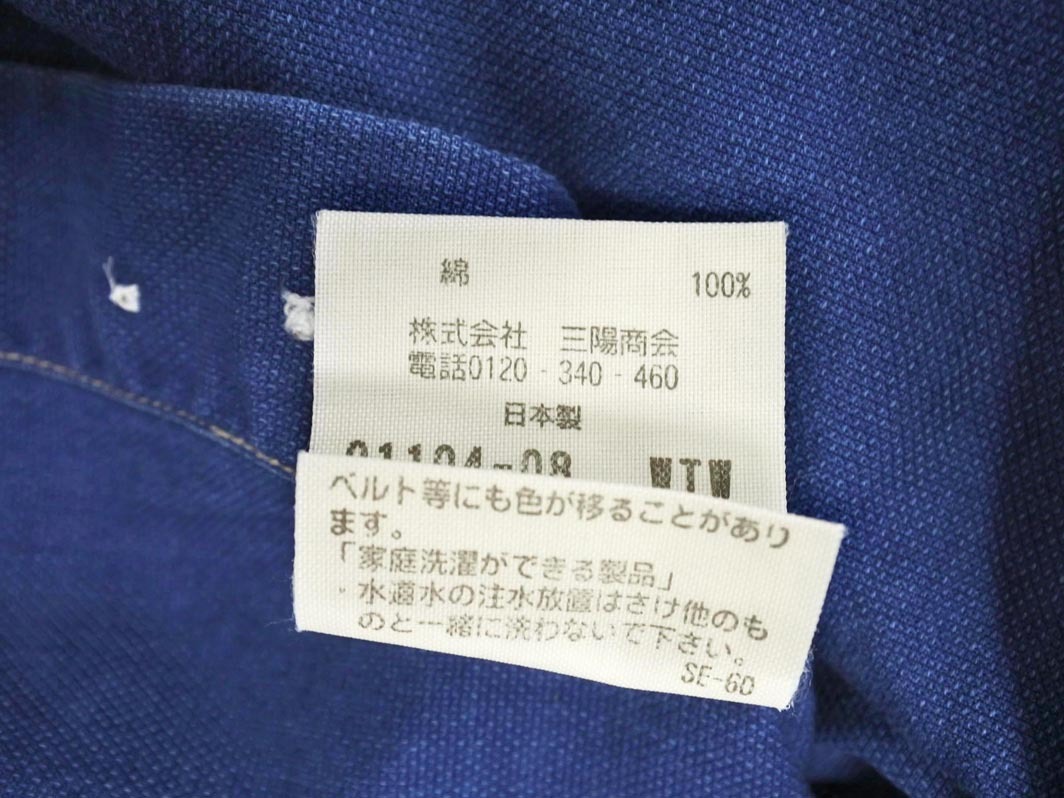 綿 100%
株式会社 三陽商会
電話0120-340-460
日本製
01104-08 WTW
ベルト等にも色が移ることがあり
ます。
「家庭洗濯ができる製品」
・水道水の注水放置はさけ他のも
のと一緒に洗わないで下さい。
SE-60